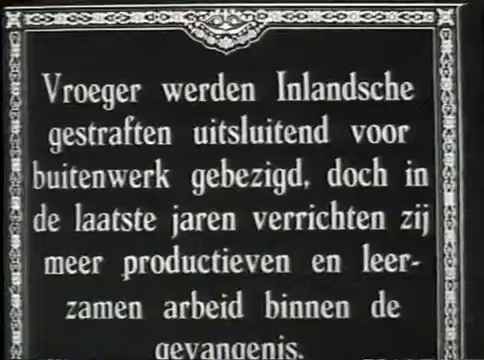 Vroeger werden Inlandsche
gestraften uitsluitend voor
buitenwerk gebezigd, doch in
de laatste jaren verrichten zij
meer productieven en leer-
zamen arbeid binnen de
gevangenis.